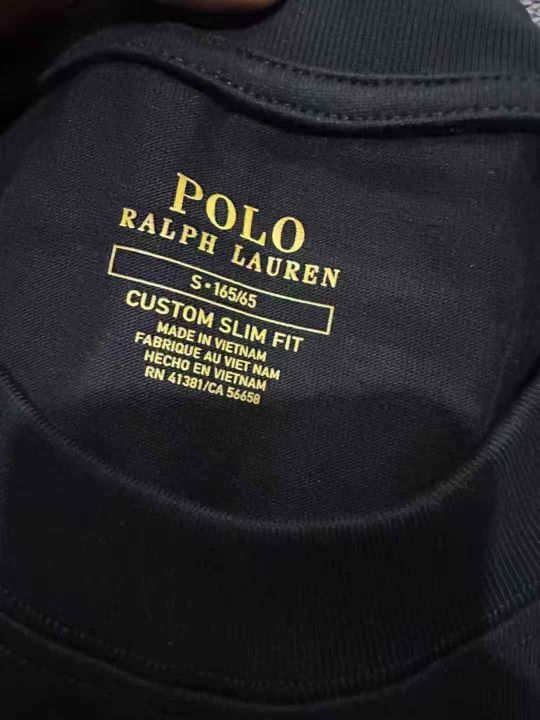 POLO
RALPH LAUREN
S•165/65
CUSTOM SLIM FIT
MADE IN VIETNAM
FABRIQUE AU VIET NAM
HECHO EN VIETNAM
RN 41381/CA 56658